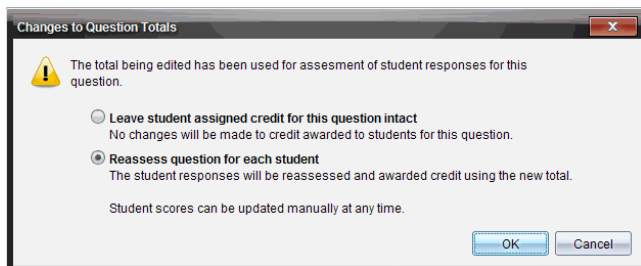 Changes to Question Totals
The total being edited has been used for assesment of student responses for this
question.
Leave student assigned credit for this question intact
No changes will be made to credit awarded to students for this question.
Reassess question for each student
The student responses will be reassessed and awarded credit using the new total.
Student scores can be updated manually at any time.
OK Cancel